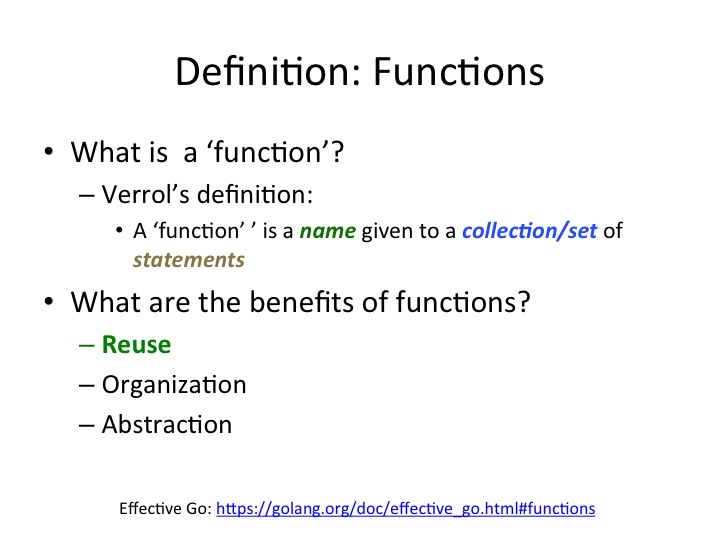 Definition: Functions
• What is  a ‘function’?
– Verrol’s definition:
• A ‘function’ ’ is a name given to a collection/set of
statements
• What are the benefits of functions?
– Reuse
– Organization
– Abstraction
Effective Go: https://golang.org/doc/effective_go.html#functions